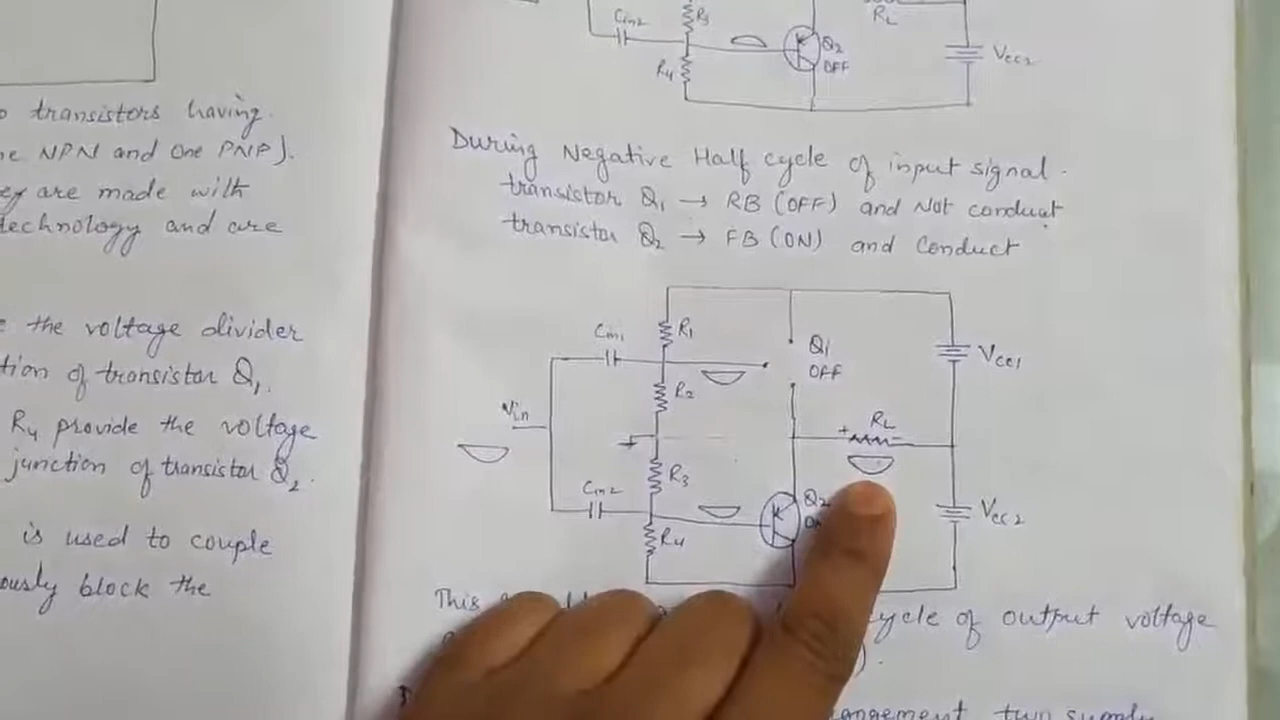 o transistors having.
e NPN and One PNP).
ey are made with
technology and are
e the voltage divider
tion of transistor Q1.
R4 provide the voltage
junction of transistor Q2.
is used to couple
ously block the
Cin2
R3
R4
Q2
OFF
RL
Vcc2
During Negative Half cycle of input signal.
transistor Q1 → RB (OFF) and Not conduct
transistor Q2 → FB (ON) and Conduct
Cin1
R1
Q1
OFF
Vcc1
R2
Vin
+ RL -
R3
Cin2
Q2
R4
Vcc2
This
cycle of output voltage
).
angement two supply